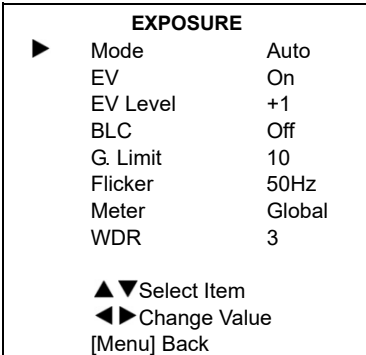 EXPOSURE
▶ Mode Auto
EV On
EV Level +1
BLC Off
G. Limit 10
Flicker 50Hz
Meter Global
WDR 3
▲▼Select Item
◀▶Change Value
[Menu] Back